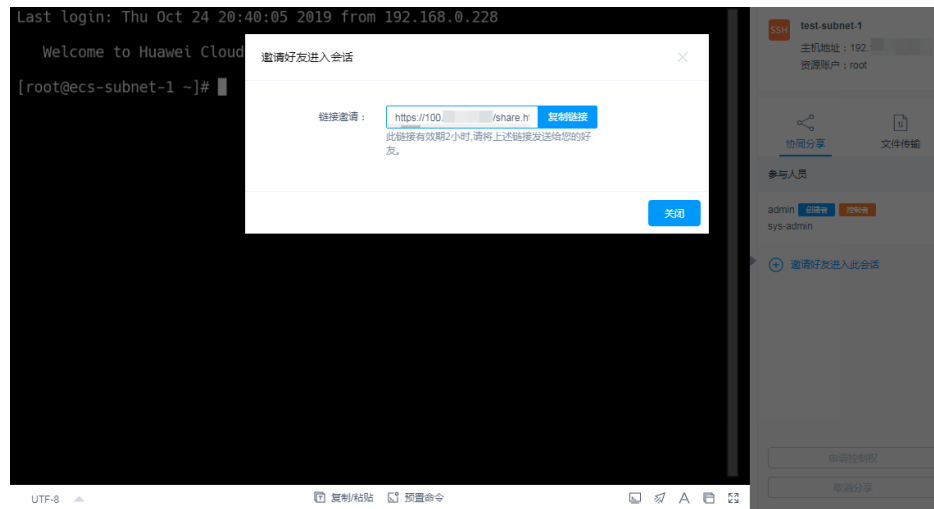 Last login: Thu Oct 24 20:40:05 2019 from 192.168.0.228
Welcome to Huawei Cloud
[root@ecs-subnet-1 ~]#
邀请好友进入会话
链接邀请：
https://100.
/share.h
复制链接
此链接有效期2小时,请将上述链接发送给您的好
友。
关闭
SSH
test-subnet-1
主机地址：192.
资源账户：root
协同分享
文件传输
参与人员
admin 创建者 控制者
sys-admin
邀请好友进入此会话
申请控制权
取消分享
UTF-8
复制/粘贴
预置命令